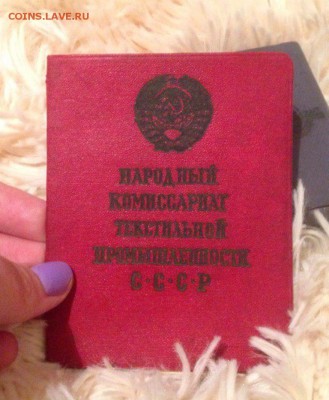 COINS.LAVE.RU
НАРОДНЫЙ
КОМИССАРИАТ
ТЕКСТИЛЬНОЙ
ПРОМЫШЛЕННОСТИ
С·С·С·Р